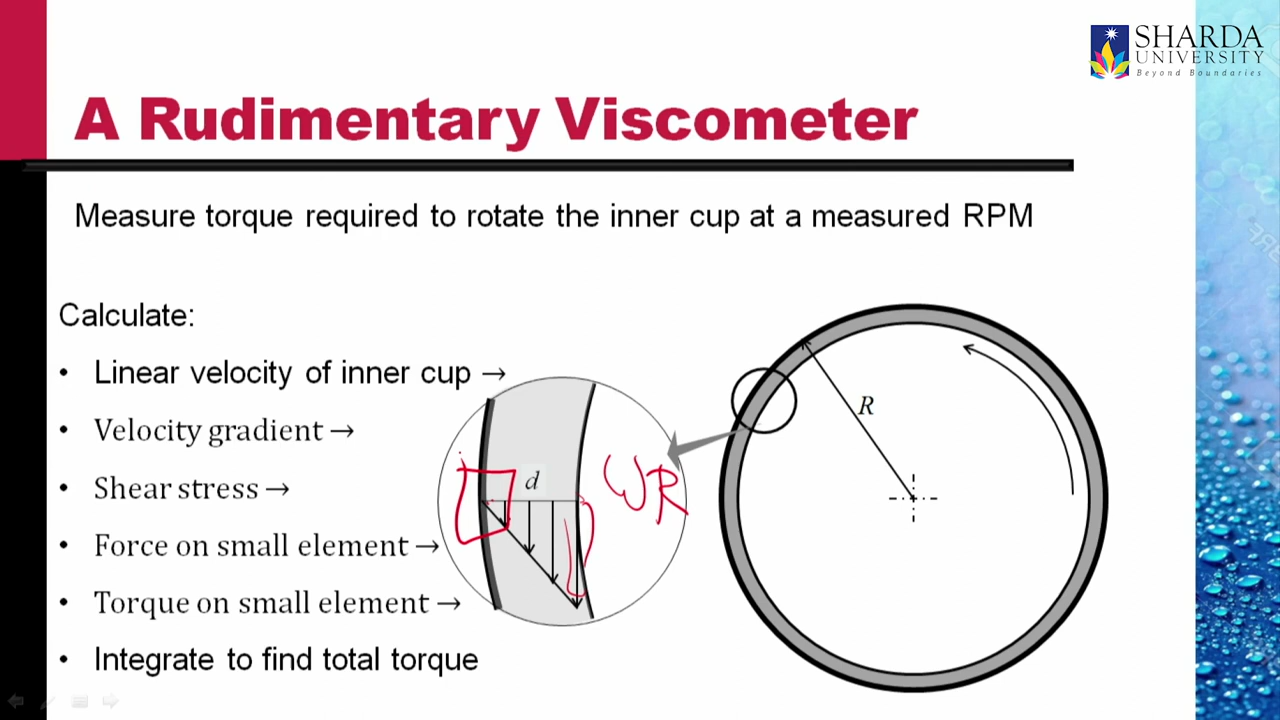 SHARDA
UNIVERSITY
Beyond Boundaries
A Rudimentary Viscometer
Measure torque required to rotate the inner cup at a measured RPM
Calculate:
• Linear velocity of inner cup →
• Velocity gradient →
• Shear stress →
• Force on small element →
• Torque on small element →
• Integrate to find total torque
d
ωR
R